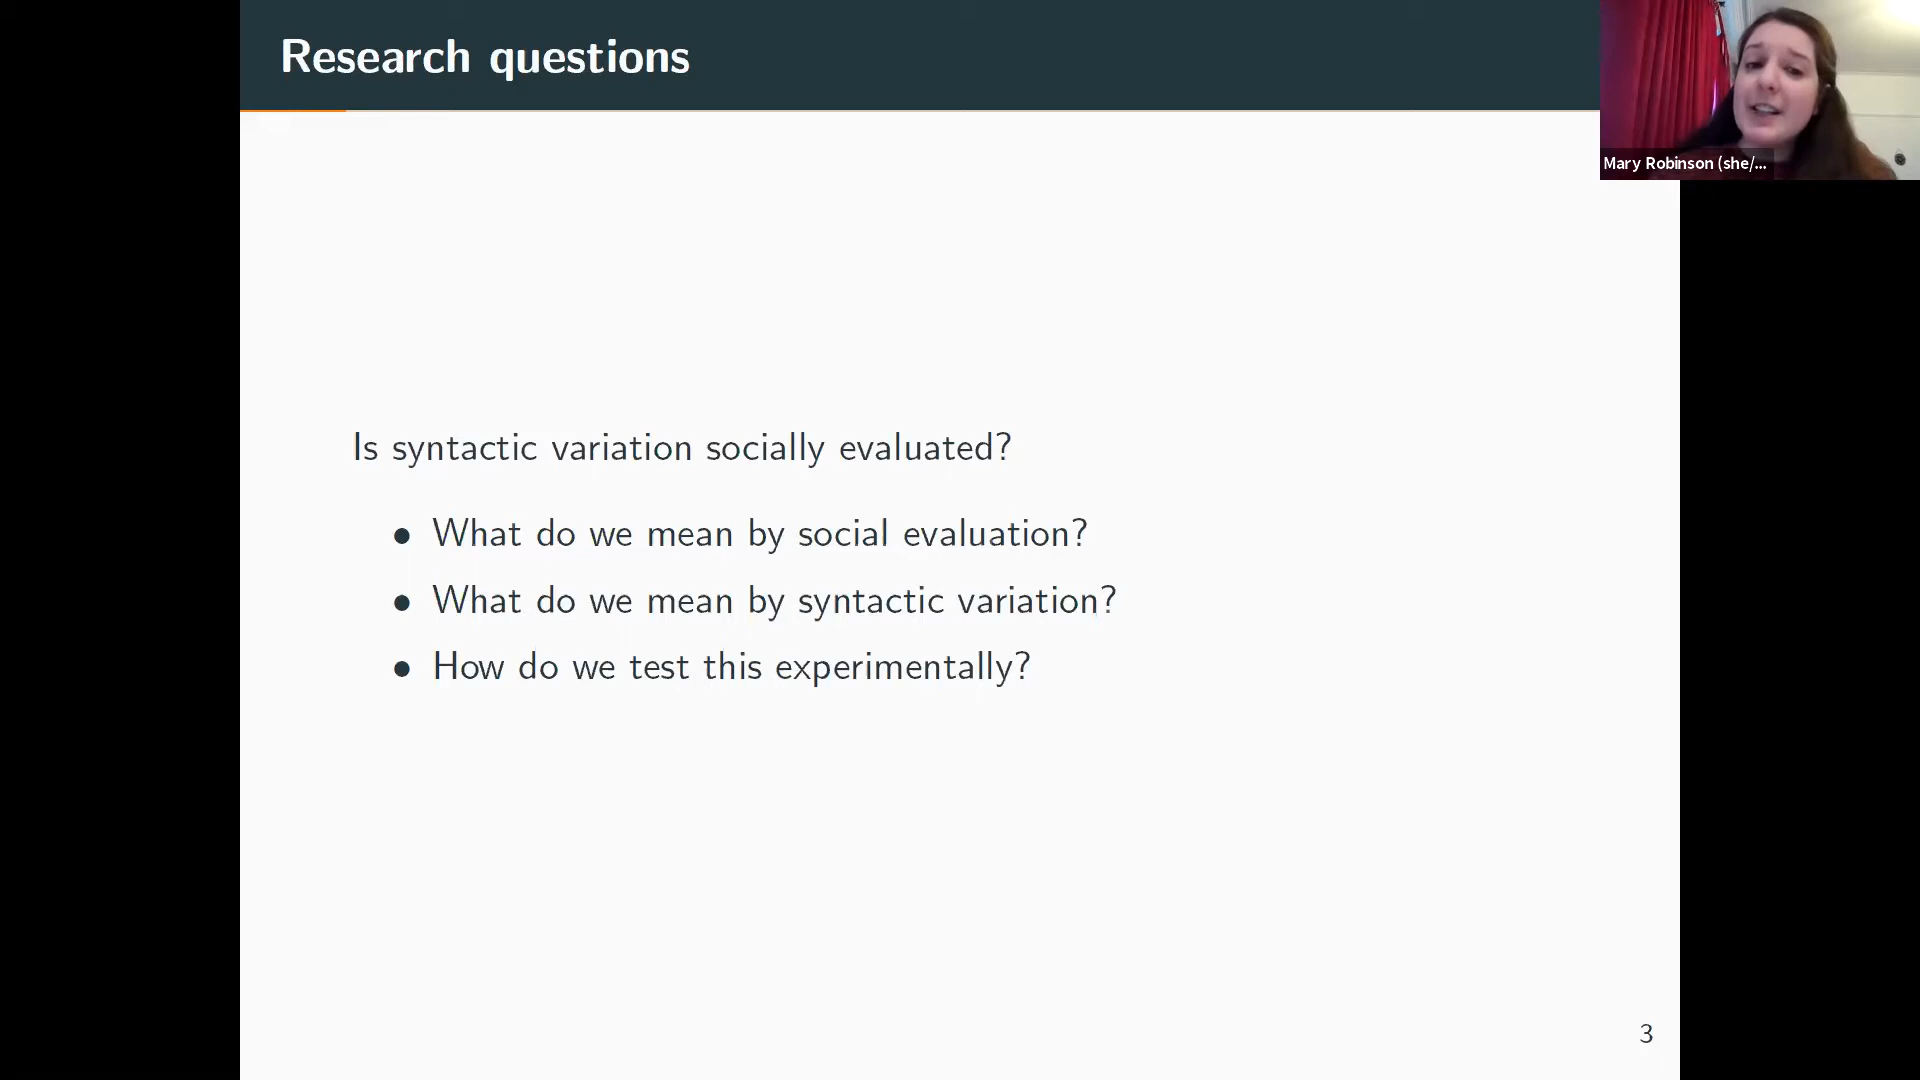 Research questions
Mary Robinson (she/...
Is syntactic variation socially evaluated?
• What do we mean by social evaluation?
• What do we mean by syntactic variation?
• How do we test this experimentally?
3